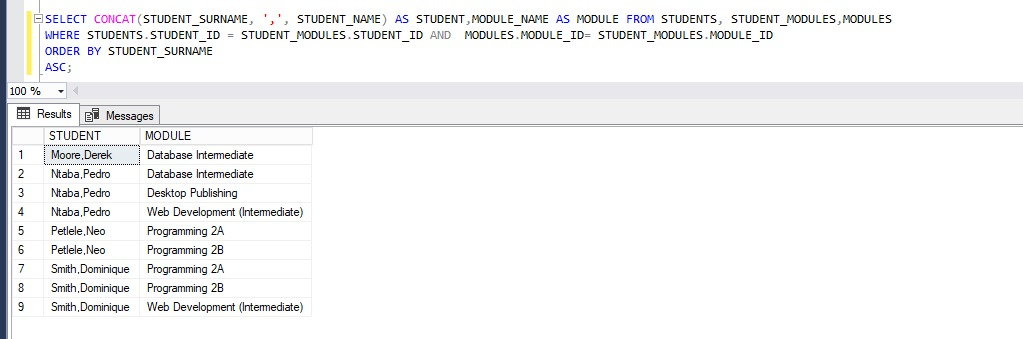 SELECT CONCAT(STUDENT_SURNAME, ',', STUDENT_NAME) AS STUDENT,MODULE_NAME AS MODULE FROM STUDENTS, STUDENT_MODULES,MODULES
WHERE STUDENTS.STUDENT_ID = STUDENT_MODULES.STUDENT_ID AND  MODULES.MODULE_ID= STUDENT_MODULES.MODULE_ID
ORDER BY STUDENT_SURNAME
ASC;
100 %
Results Messages
STUDENT MODULE
1 Moore,Derek Database Intermediate
2 Ntaba,Pedro Database Intermediate
3 Ntaba,Pedro Desktop Publishing
4 Ntaba,Pedro Web Development (Intermediate)
5 Petlele,Neo Programming 2A
6 Petlele,Neo Programming 2B
7 Smith,Dominique Programming 2A
8 Smith,Dominique Programming 2B
9 Smith,Dominique Web Development (Intermediate)